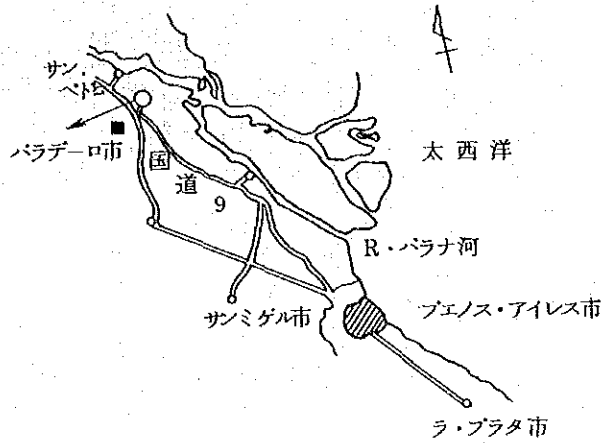 サン・
ペドロ
バラデーロ市
国
道
9
太西洋
R・パラナ河
サンミゲル市
ブエノス・アイレス市
ラ・プラタ市